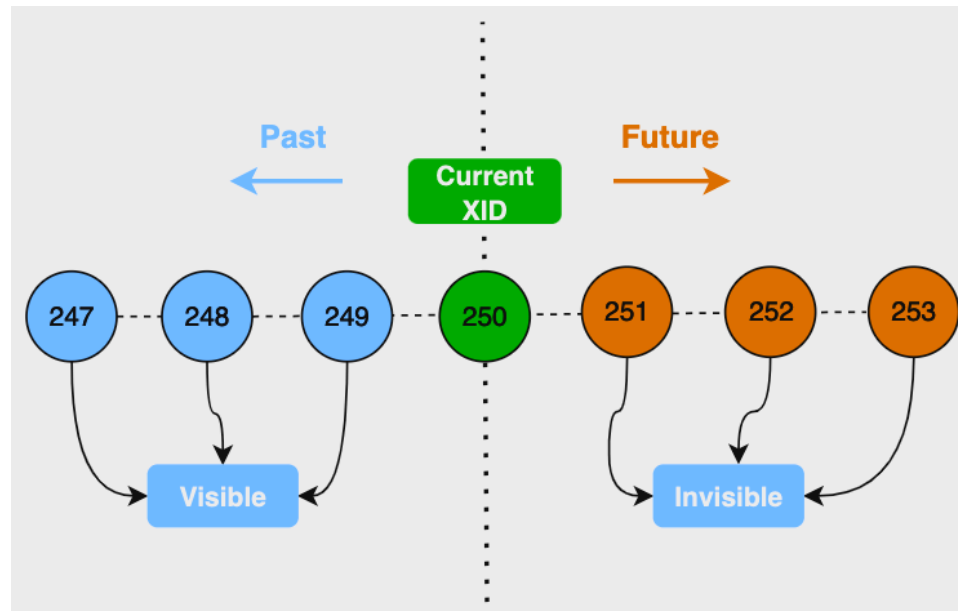 Past
Future
Current
XID
247
248
249
250
251
252
253
Visible
Invisible